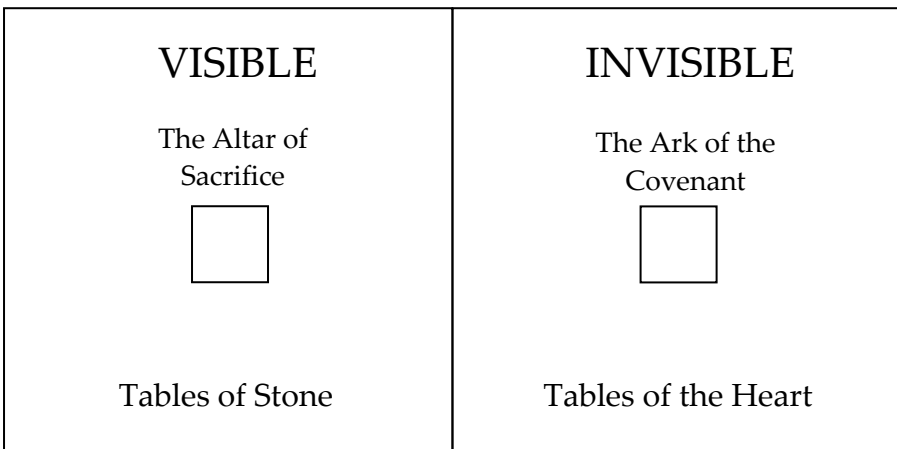 VISIBLE
The Altar of
Sacrifice
Tables of Stone
INVISIBLE
The Ark of the
Covenant
Tables of the Heart